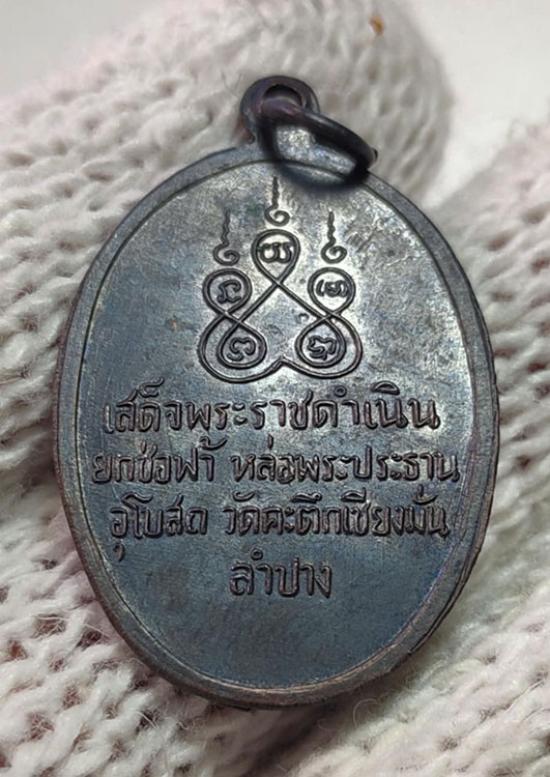 เสด็จพระราชดำเนิน
ยกช่อฟ้า หล่อพระประธาน
อุโบสถ วัดคะตึกเชียงมั่น
ลำปาง